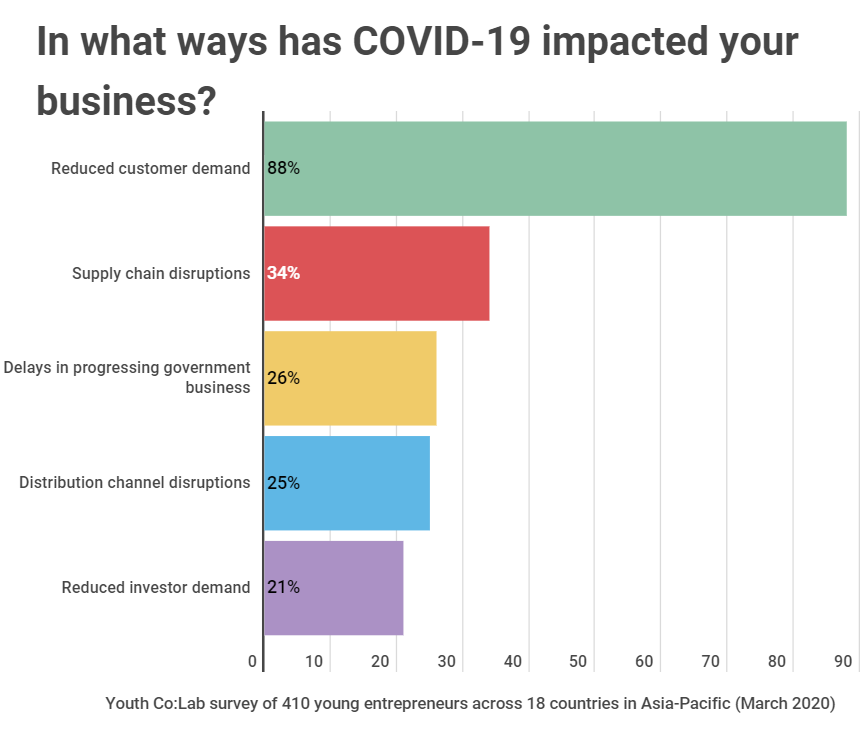 In what ways has COVID-19 impacted your
business?
Reduced customer demand
88%
Supply chain disruptions
34%
Delays in progressing government
business
26%
Distribution channel disruptions
25%
Reduced investor demand
21%
0 10 20 30 40 50 60 70 80 90
Youth Co:Lab survey of 410 young entrepreneurs across 18 countries in Asia-Pacific (March 2020)